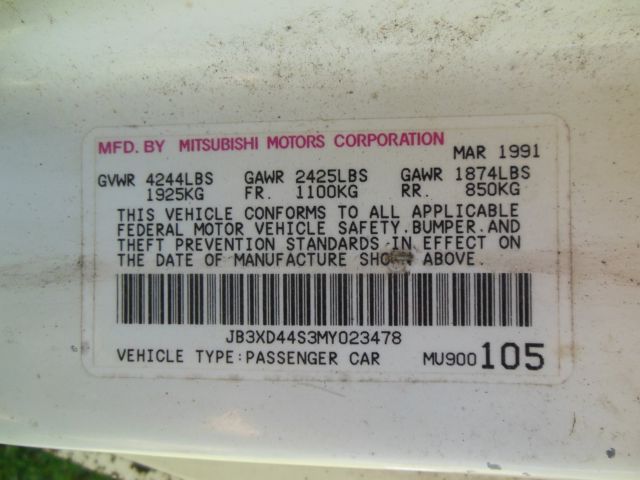 MFD. BY MITSUBISHI MOTORS CORPORATION MAR 1991
GVWR 4244LBS GAWR 2425LBS GAWR 1874LBS
1925KG FR. 1100KG RR. 850KG
THIS VEHICLE CONFORMS TO ALL APPLICABLE
FEDERAL MOTOR VEHICLE SAFETY.BUMPER.AND
THEFT PREVENTION STANDARDS IN EFFECT ON
THE DATE OF MANUFACTURE SHOWN ABOVE.
JB3XD44S3MY023478
VEHICLE TYPE:PASSENGER CAR MU900105